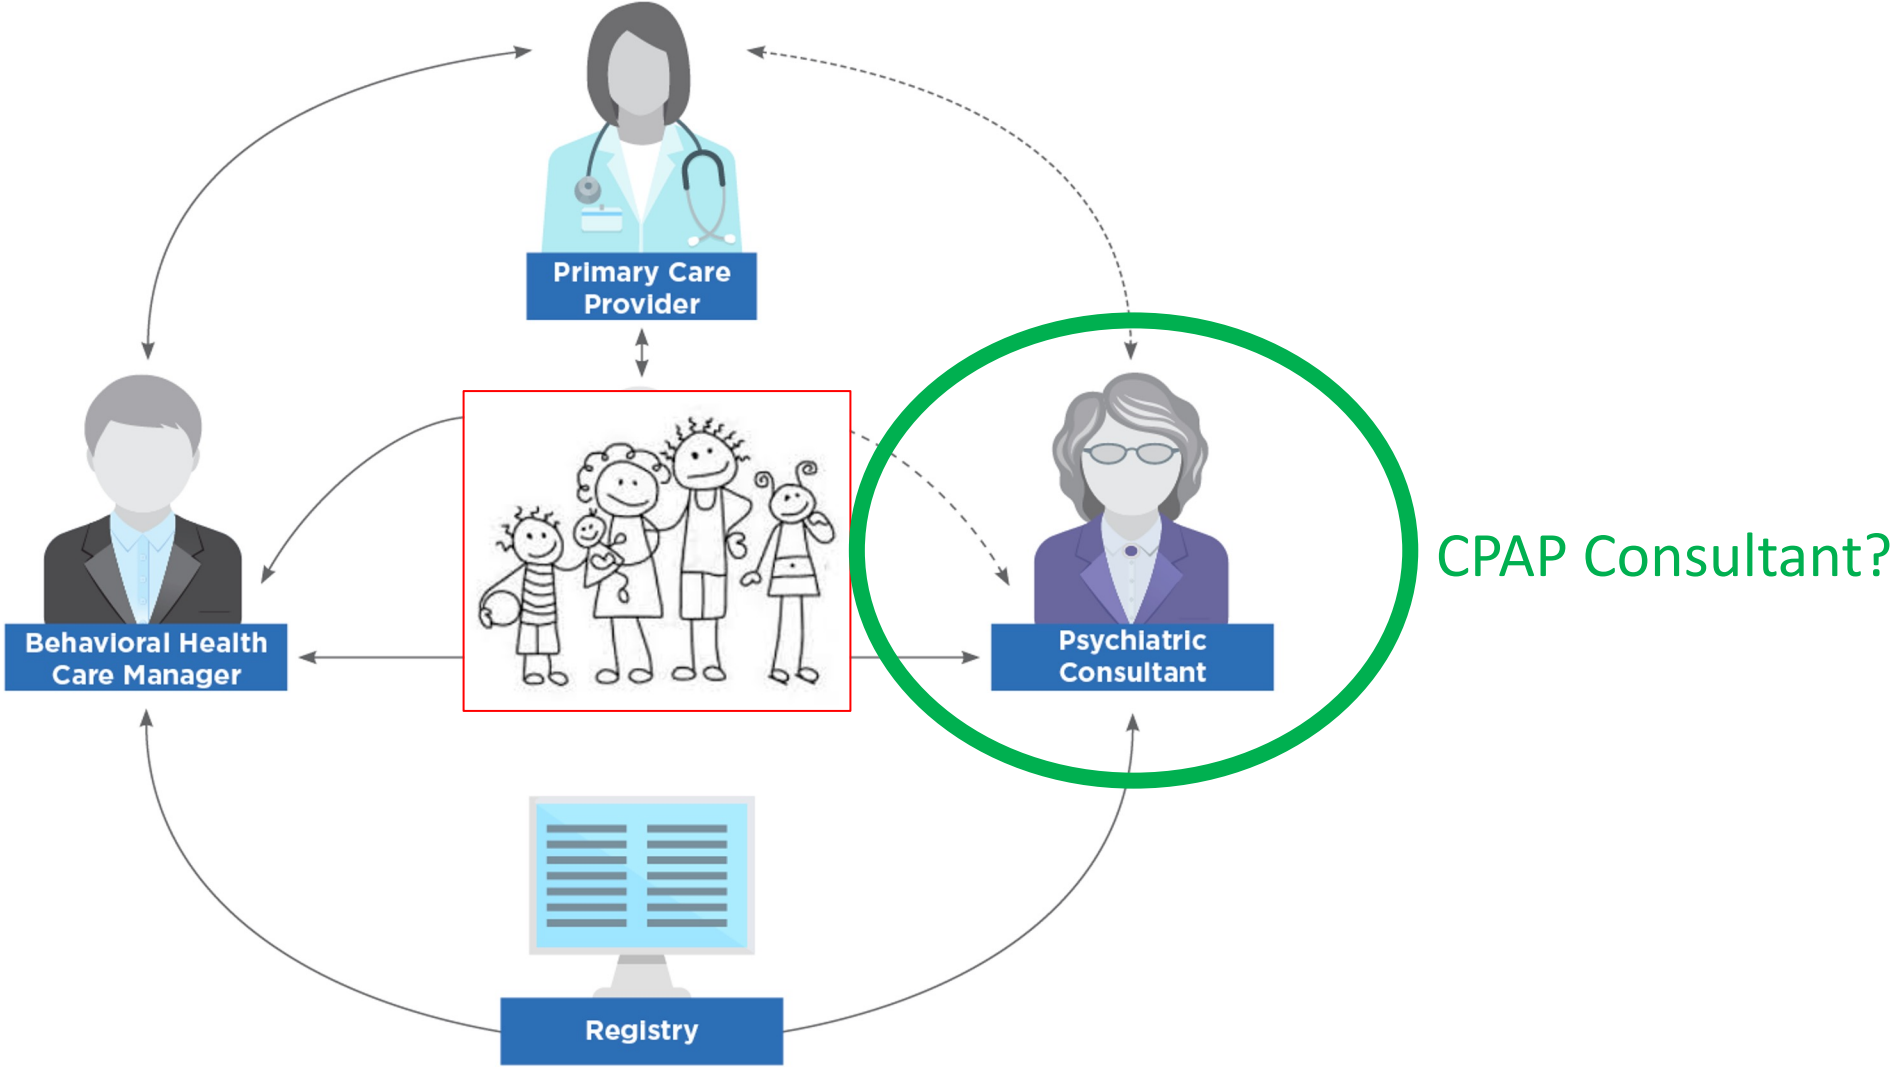 Primary Care
Provider
Behavioral Health
Care Manager
Psychiatric
Consultant
CPAP Consultant?
Registry